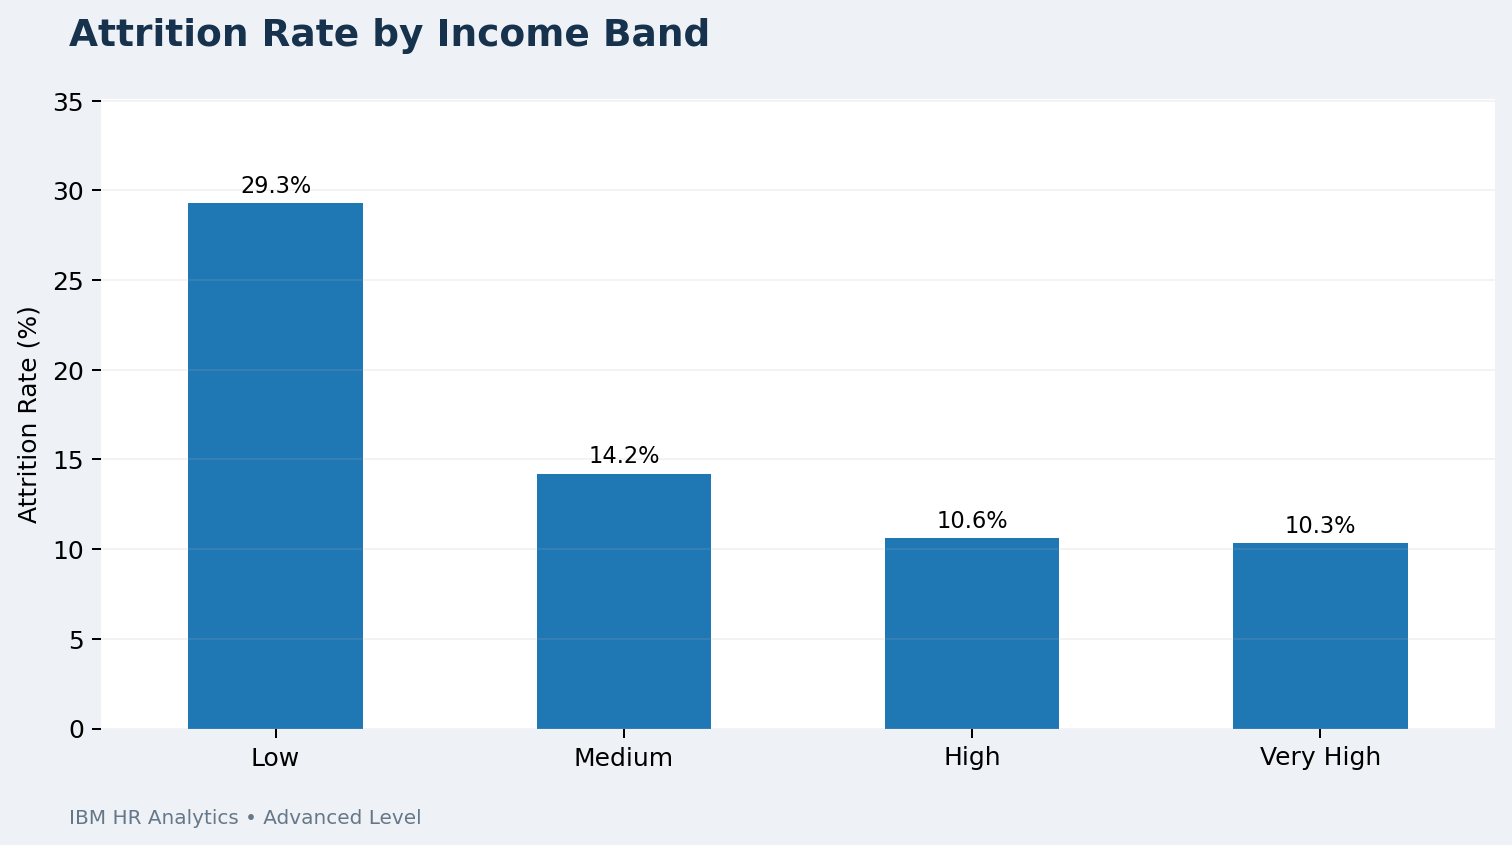 Attrition Rate by Income Band
Attrition Rate (%)
35
30
25
20
15
10
5
0
29.3%
14.2%
10.6%
10.3%
Low
Medium
High
Very High
IBM HR Analytics • Advanced Level